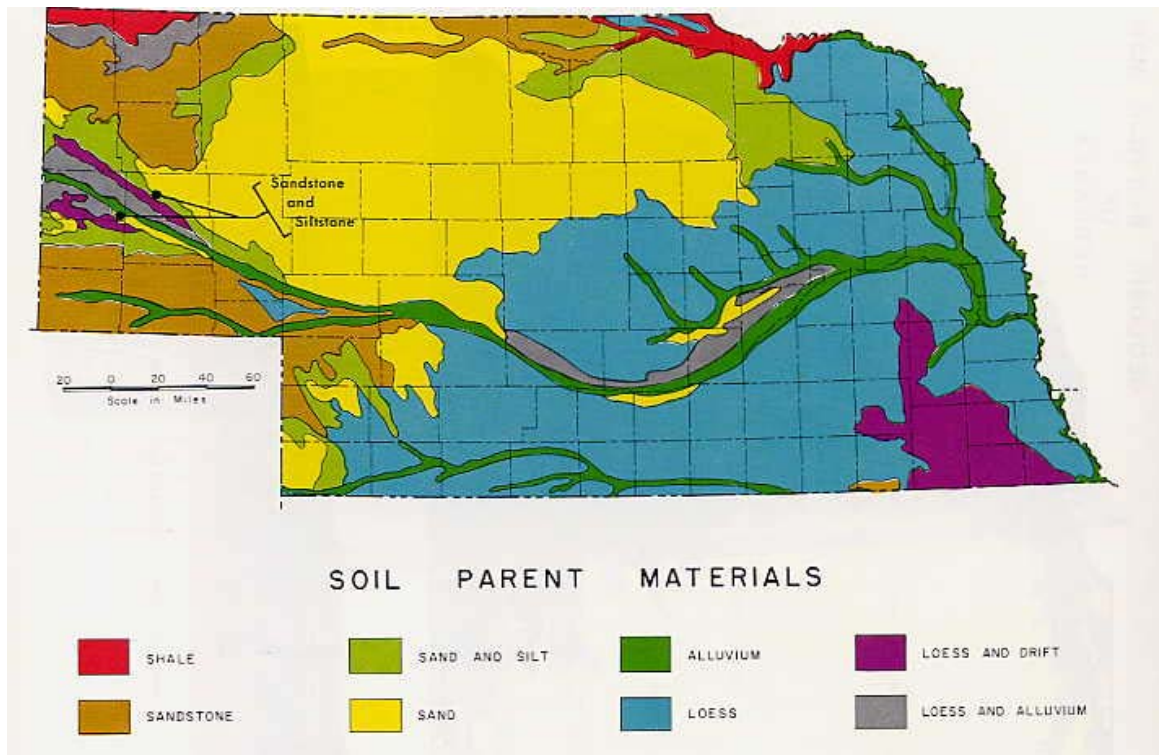 Sandstone
and
Siltstone
20 0 20 40 60
Scale in Miles
SOIL PARENT MATERIALS
SHALE
SAND AND SILT
ALLUVIUM
LOESS AND DRIFT
SANDSTONE
SAND
LOESS
LOESS AND ALLUVIUM